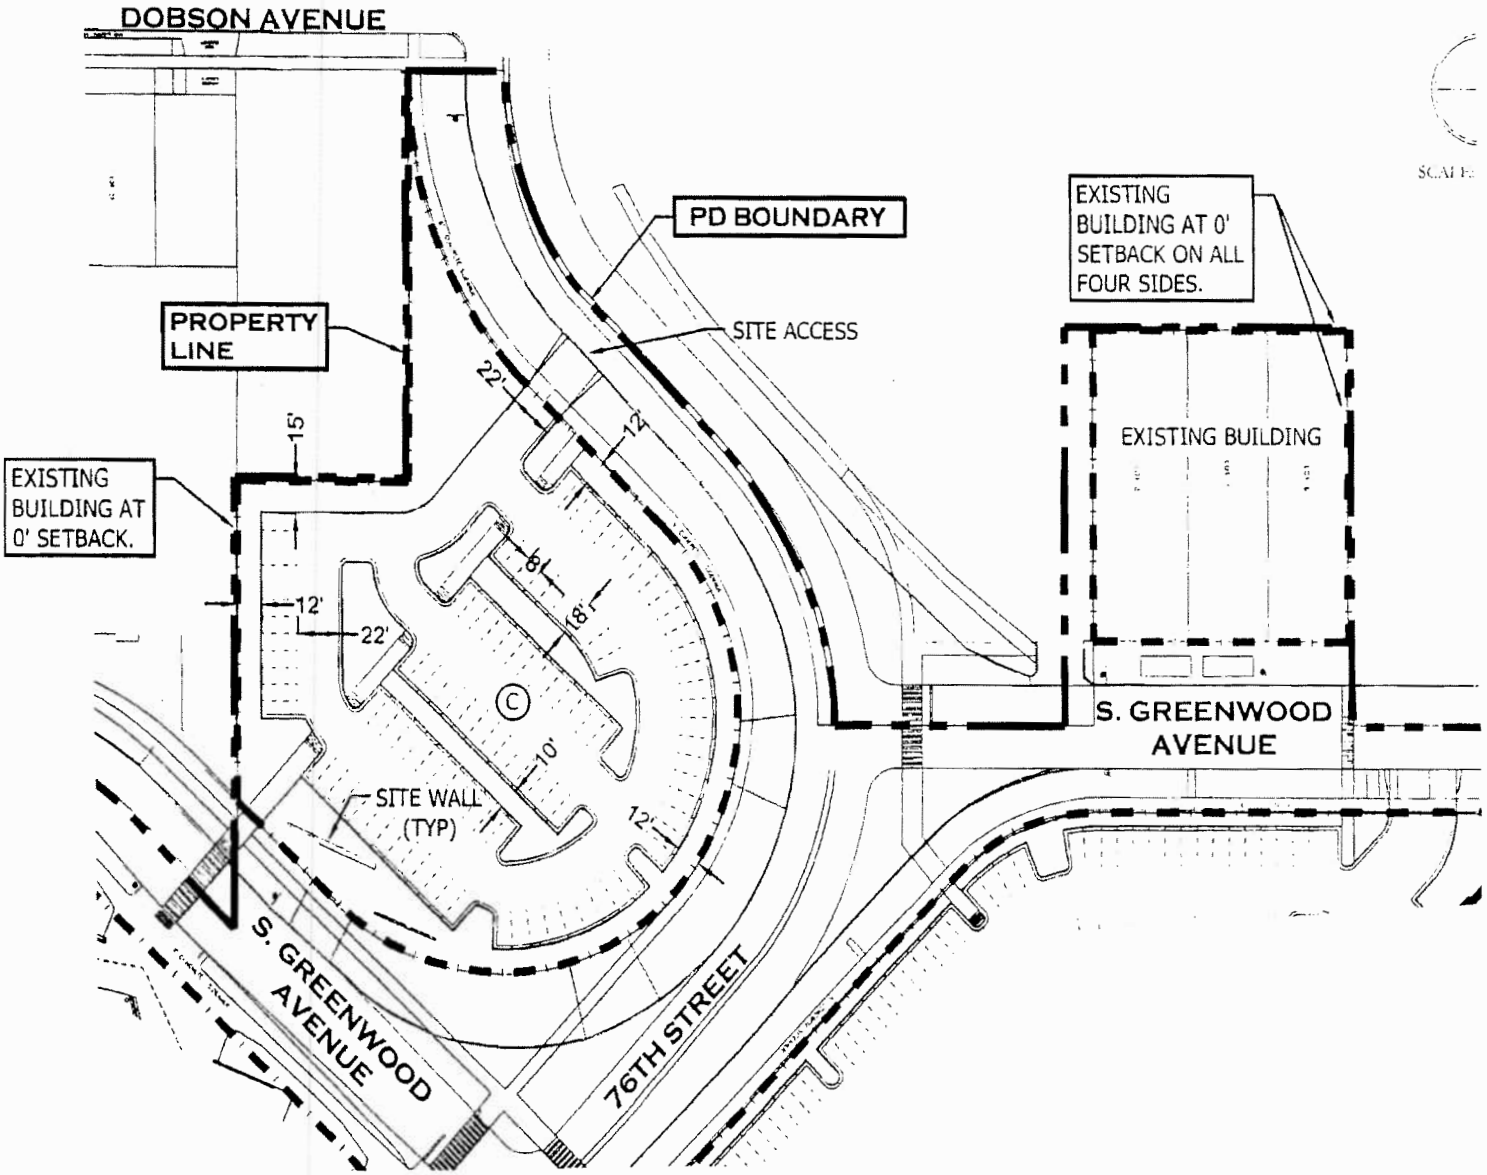 DOBSON AVENUE
SCALE:
PD BOUNDARY
EXISTING
BUILDING AT 0'
SETBACK ON ALL
FOUR SIDES.
PROPERTY
LINE
SITE ACCESS
22'
12'
15'
EXISTING BUILDING
EXISTING
BUILDING AT
0' SETBACK.
8'
18'
12'
22'
C
10'
S. GREENWOOD
AVENUE
SITE WALL
(TYP)
12'
S. GREENWOOD
AVENUE
76TH STREET